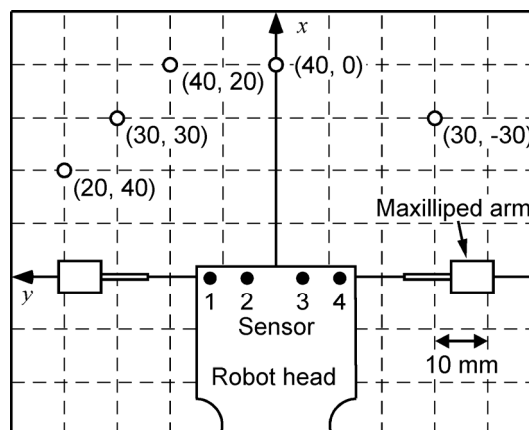 x
(40, 20)
(40, 0)
(30, 30)
(30, -30)
(20, 40)
Maxilliped arm
y
1 2 3 4
Sensor
10 mm
Robot head